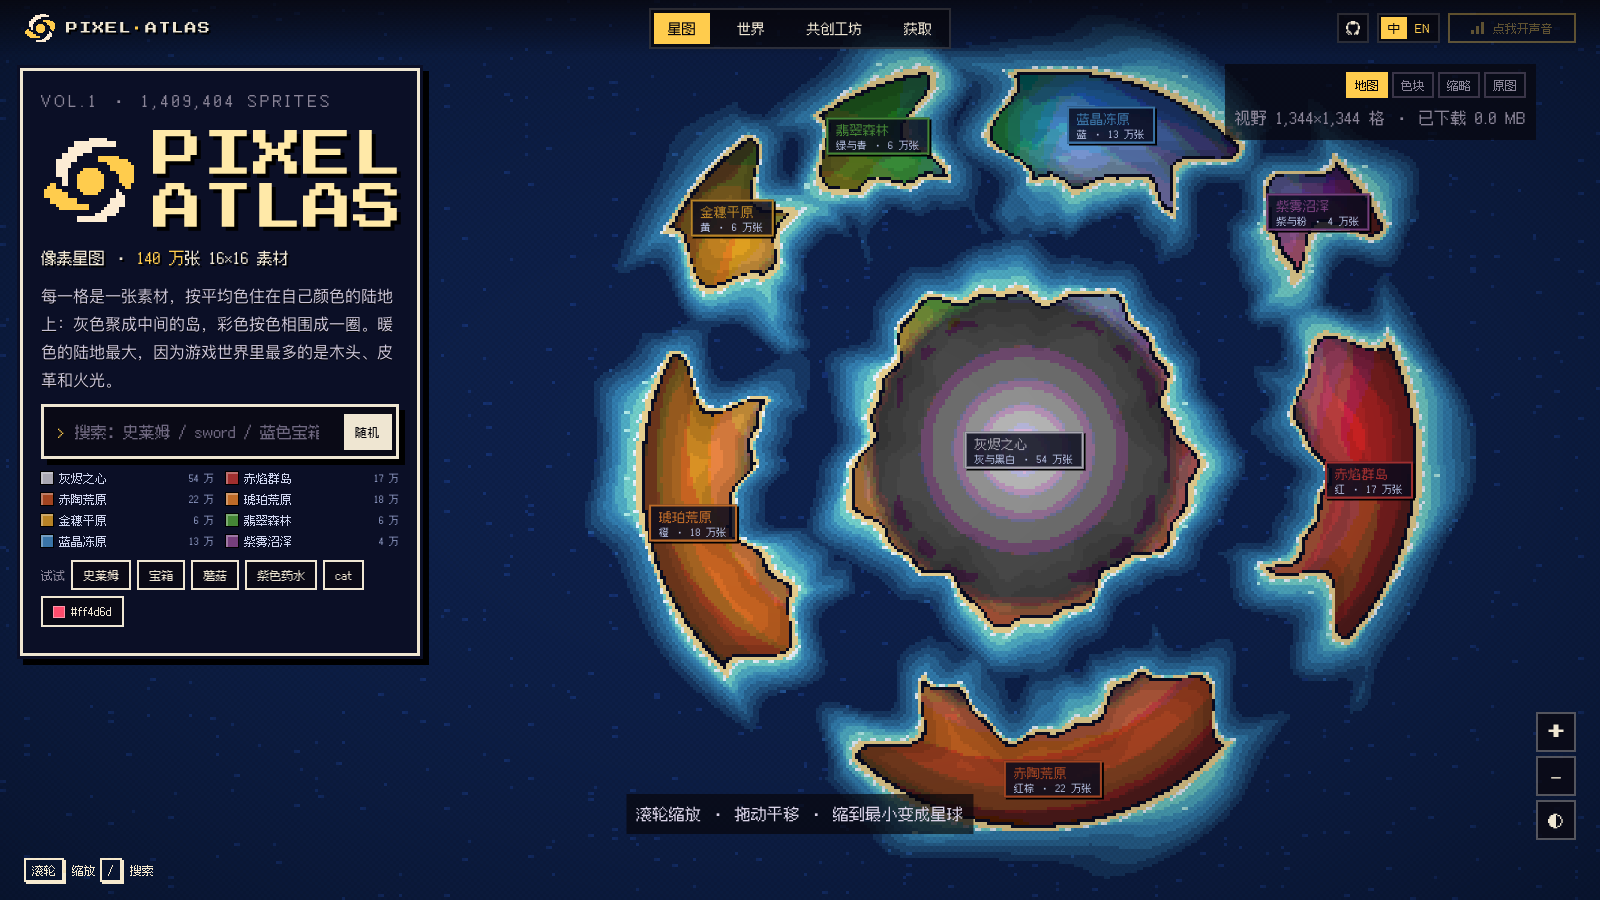 PIXEL·ATLAS
星图 世界 共创工坊 获取
中 EN 点我开声音
地图 色块 缩略 原图
视野 1,344×1,344 格 · 已下载 0.0 MB
VOL.1 · 1,409,404 SPRITES
PIXEL
ATLAS
像素星图 · 140 万张 16×16 素材
每一格是一张素材，按平均色住在自己颜色的陆地
上：灰色聚成中间的岛，彩色按色相围成一圈。暖
色的陆地最大，因为游戏世界里最多的是木头、皮
革和火光。
搜索：史莱姆 / sword / 蓝色宝箱 随机
灰烬之心 54 万 赤焰群岛 17 万
赤陶荒原 22 万 琥珀荒原 18 万
金穗平原 6 万 翡翠森林 6 万
蓝晶冻原 13 万 紫雾沼泽 4 万
试试 史莱姆 宝箱 蘑菇 紫色药水 cat
#ff4d6d
翡翠森林
绿与青 · 6 万张
蓝晶冻原
蓝 · 13 万张
金穗平原
黄 · 6 万张
紫雾沼泽
紫与粉 · 4 万张
灰烬之心
灰与黑白 · 54 万张
赤焰群岛
红 · 17 万张
琥珀荒原
橙 · 18 万张
赤陶荒原
红棕 · 22 万张
滚轮缩放 · 拖动平移 · 缩到最小变成星球
滚轮 缩放 / 搜索